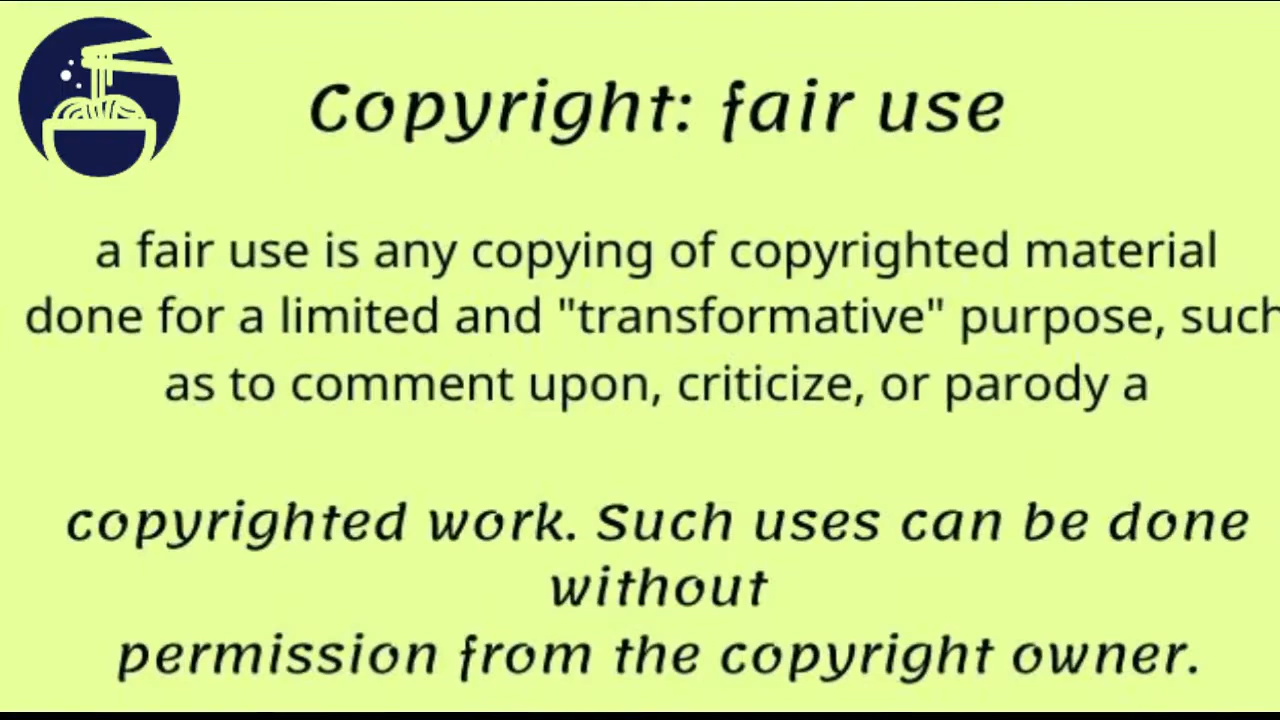 Copyright: fair use
a fair use is any copying of copyrighted material
done for a limited and "transformative" purpose, such
as to comment upon, criticize, or parody a
copyrighted work. Such uses can be done
without
permission from the copyright owner.